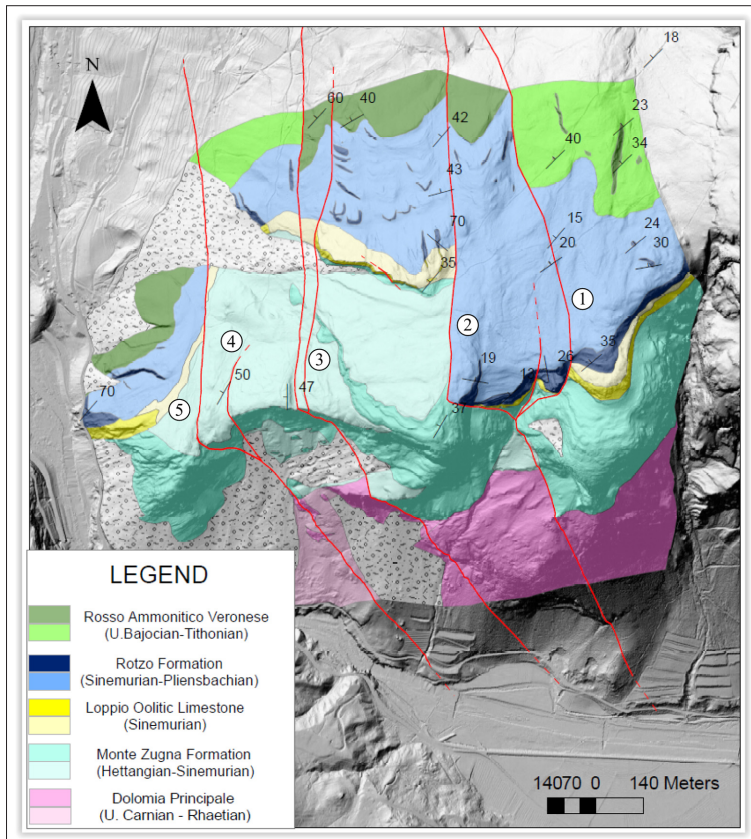 18
N
60
40
23
42
34
40
43
15
24
70
20
30
35
1
2
4
3
19
26
35
13
50
47
70
5
37
LEGEND
Rosso Ammonitico Veronese
(U.Bajocian-Tithonian)
Rotzo Formation
(Sinemurian-Pliensbachian)
Loppio Oolitic Limestone
(Sinemurian)
Monte Zugna Formation
(Hettangian-Sinemurian)
Dolomia Principale
(U. Carnian - Rhaetian)
14070 0 140 Meters